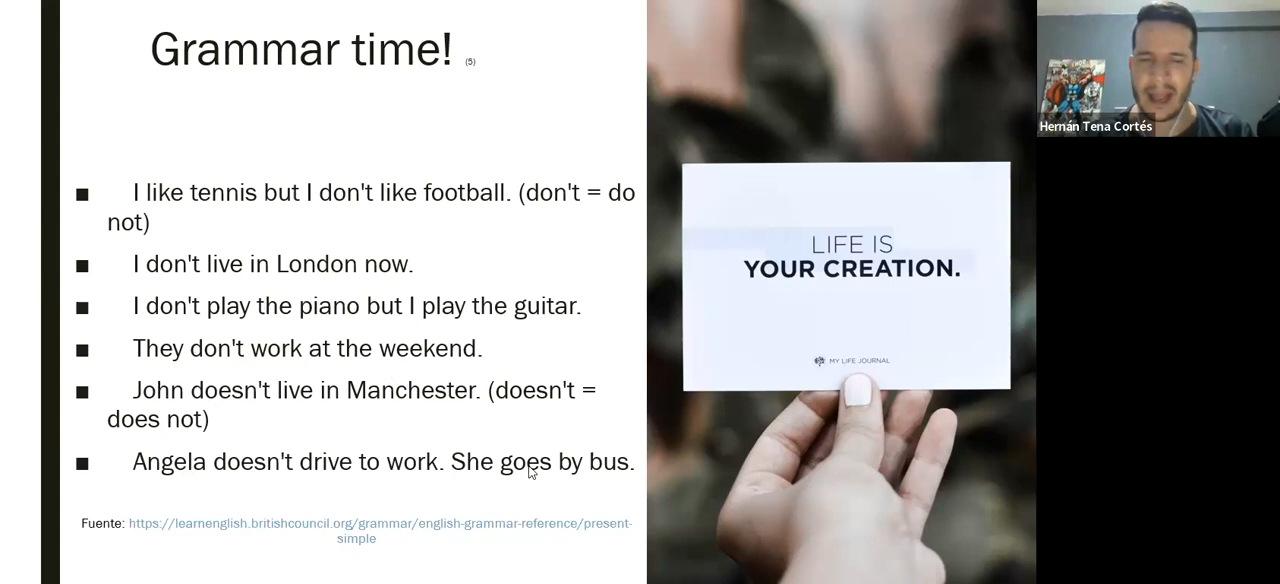 Grammar time! (5)
■ I like tennis but I don't like football. (don't = do
not)
■ I don't live in London now.
■ I don't play the piano but I play the guitar.
■ They don't work at the weekend.
■ John doesn't live in Manchester. (doesn't =
does not)
■ Angela doesn't drive to work. She goes by bus.
Fuente: https://learnenglish.britishcouncil.org/grammar/english-grammar-reference/present-
simple
LIFE IS
YOUR CREATION.
MY LIFE JOURNAL
Hernán Tena Cortés